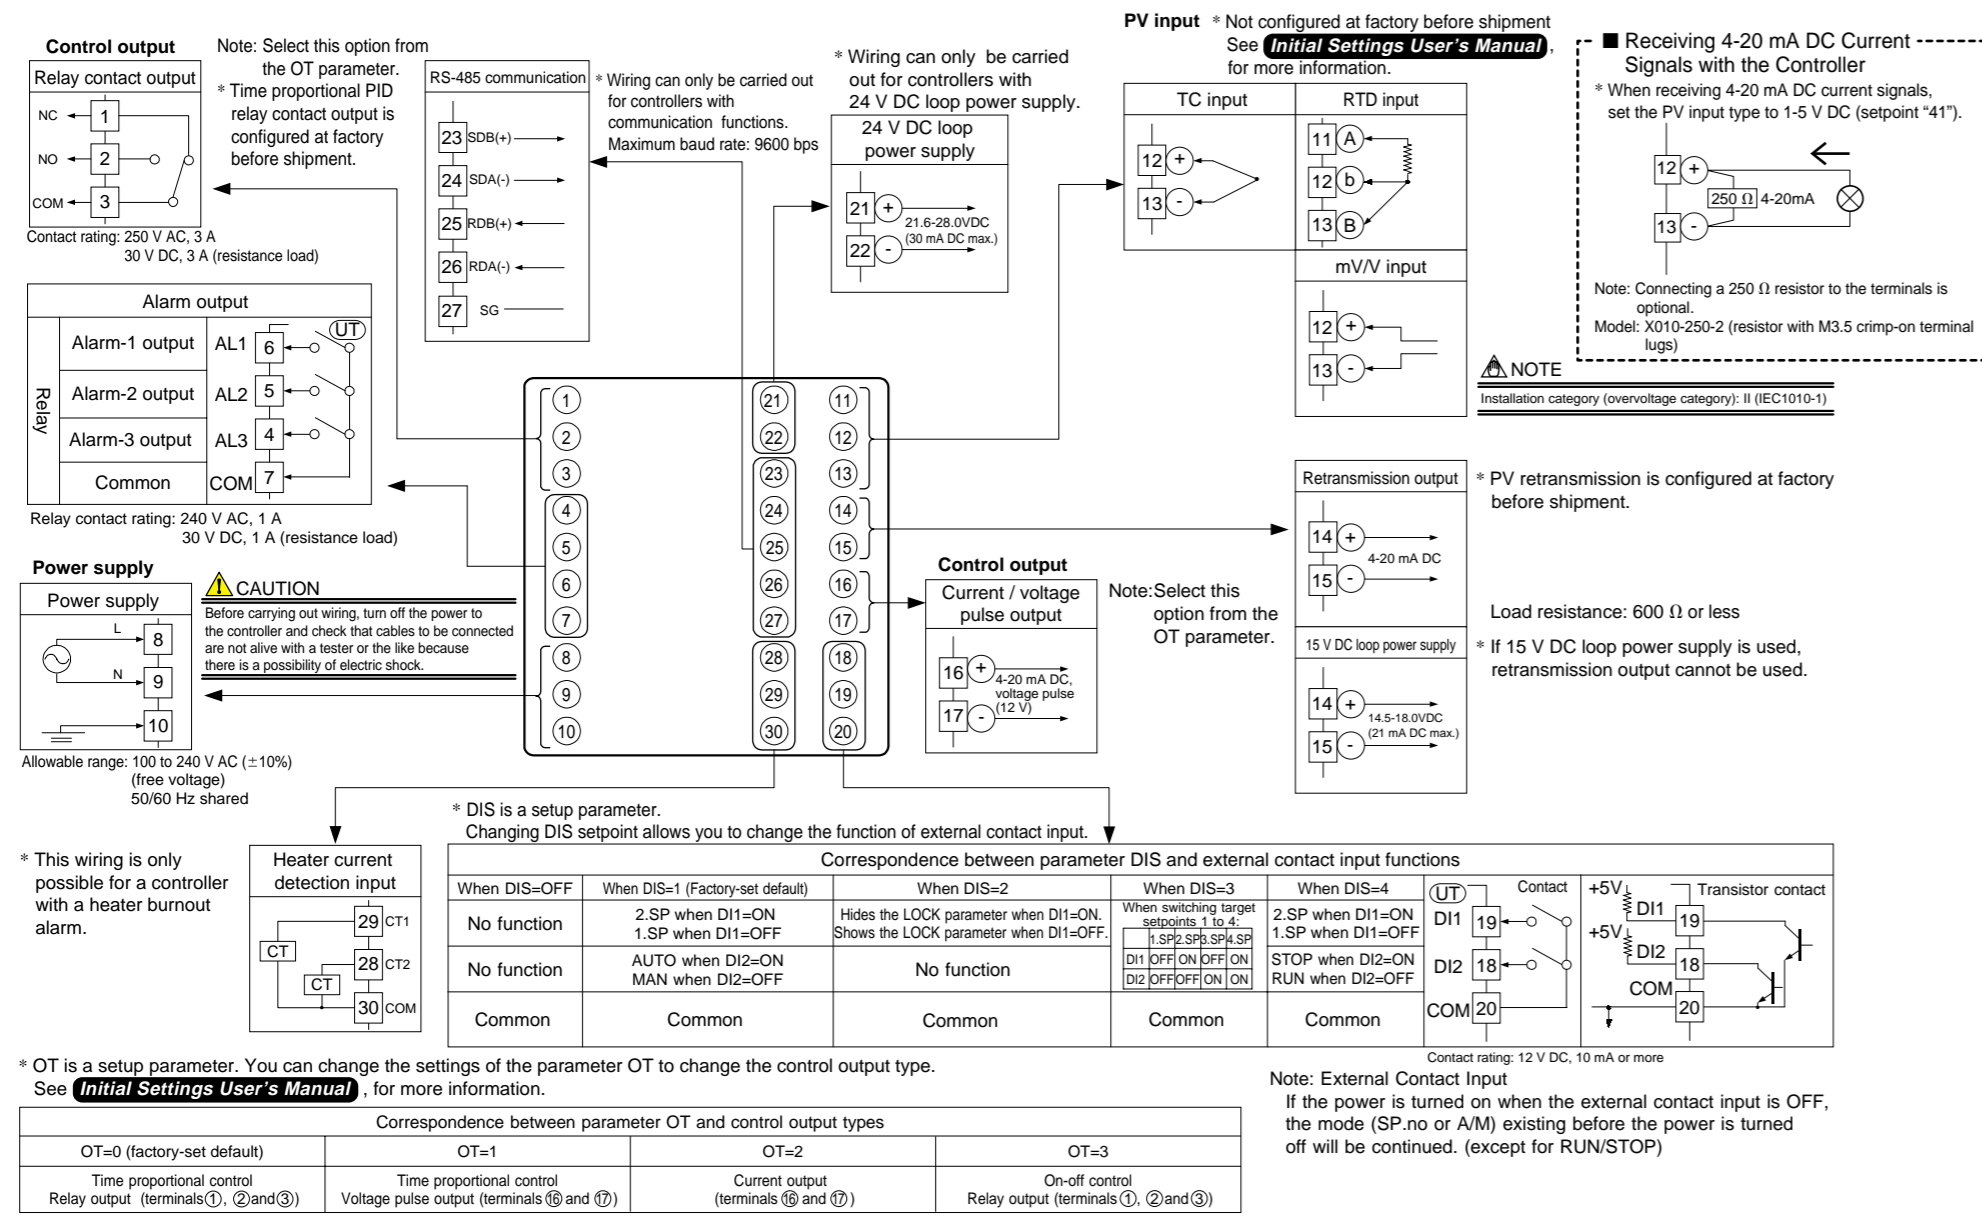 Control output
Relay contact output
NC
1
NO
2
COM
3
Contact rating: 250 V AC, 3 A
30 V DC, 3 A (resistance load)
Note: Select this option from
the OT parameter.
* Time proportional PID
relay contact output is
configured at factory
before shipment.
RS-485 communication
23 SDB(+)
24 SDA(-)
25 RDB(+)
26 RDA(-)
27 SG
* Wiring can only be carried out
for controllers with
communication functions.
Maximum baud rate: 9600 bps
* Wiring can only be carried
out for controllers with
24 V DC loop power supply.
24 V DC loop
power supply
21 +
21.6-28.0VDC
(30 mA DC max.)
22 -
PV input * Not configured at factory before shipment
See Initial Settings User's Manual,
for more information.
TC input
12 +
13 -
RTD input
11 A
12 b
13 B
mV/V input
12 +
13 -
■ Receiving 4-20 mA DC Current
Signals with the Controller
* When receiving 4-20 mA DC current signals,
set the PV input type to 1-5 V DC (setpoint “41”).
12 +
250 Ω 4-20mA
13 -
Note: Connecting a 250 Ω resistor to the terminals is
optional.
Model: X010-250-2 (resistor with M3.5 crimp-on terminal
lugs)
NOTE
Installation category (overvoltage category): II (IEC1010-1)
Alarm output
Relay
UT
Alarm-1 output AL1 6
Alarm-2 output AL2 5
Alarm-3 output AL3 4
Common COM 7
Relay contact rating: 240 V AC, 1 A
30 V DC, 1 A (resistance load)
Power supply
Power supply
L 8
N 9
10
Allowable range: 100 to 240 V AC (±10%)
(free voltage)
50/60 Hz shared
CAUTION
Before carrying out wiring, turn off the power to
the controller and check that cables to be connected
are not alive with a tester or the like because
there is a possibility of electric shock.
1 21 11
2 22 12
3 23 13
4 24 14
5 25 15
6 26 16
7 27 17
8 28 18
9 29 19
10 30 20
Control output
Current / voltage
pulse output
16 +
4-20 mA DC,
voltage pulse
(12 V)
17 -
Note:Select this
option from the
OT parameter.
Retransmission output
14 +
4-20 mA DC
15 -
* PV retransmission is configured at factory
before shipment.
Load resistance: 600 Ω or less
15 V DC loop power supply
14 +
14.5-18.0VDC
(21 mA DC max.)
15 -
* If 15 V DC loop power supply is used,
retransmission output cannot be used.
* This wiring is only
possible for a controller
with a heater burnout
alarm.
Heater current
detection input
29 CT1
CT
28 CT2
CT
30 COM
* DIS is a setup parameter.
Changing DIS setpoint allows you to change the function of external contact input.
Correspondence between parameter DIS and external contact input functions
When DIS=OFF
No function
No function
Common
When DIS=1 (Factory-set default)
2.SP when DI1=ON
1.SP when DI1=OFF
AUTO when DI2=ON
MAN when DI2=OFF
Common
When DIS=2
Hides the LOCK parameter when DI1=ON.
Shows the LOCK parameter when DI1=OFF.
No function
Common
When DIS=3
When switching target
setpoints 1 to 4:
1.SP 2.SP 3.SP 4.SP
DI1 OFF ON OFF ON
DI2 OFF OFF ON ON
Common
When DIS=4
2.SP when DI1=ON
1.SP when DI1=OFF
STOP when DI2=ON
RUN when DI2=OFF
Common
UT Contact
DI1 19
DI2 18
COM 20
+5V Transistor contact
DI1 19
+5V
DI2 18
COM 20
Contact rating: 12 V DC, 10 mA or more
Note: External Contact Input
If the power is turned on when the external contact input is OFF,
the mode (SP.no or A/M) existing before the power is turned
off will be continued. (except for RUN/STOP)
* OT is a setup parameter. You can change the settings of the parameter OT to change the control output type.
See Initial Settings User's Manual , for more information.
Correspondence between parameter OT and control output types
OT=0 (factory-set default) OT=1 OT=2 OT=3
Time proportional control
Relay output (terminals①, ②and③)
Time proportional control
Voltage pulse output (terminals ⑯ and ⑰)
Current output
(terminals ⑯ and ⑰)
On-off control
Relay output (terminals ①, ②and③)